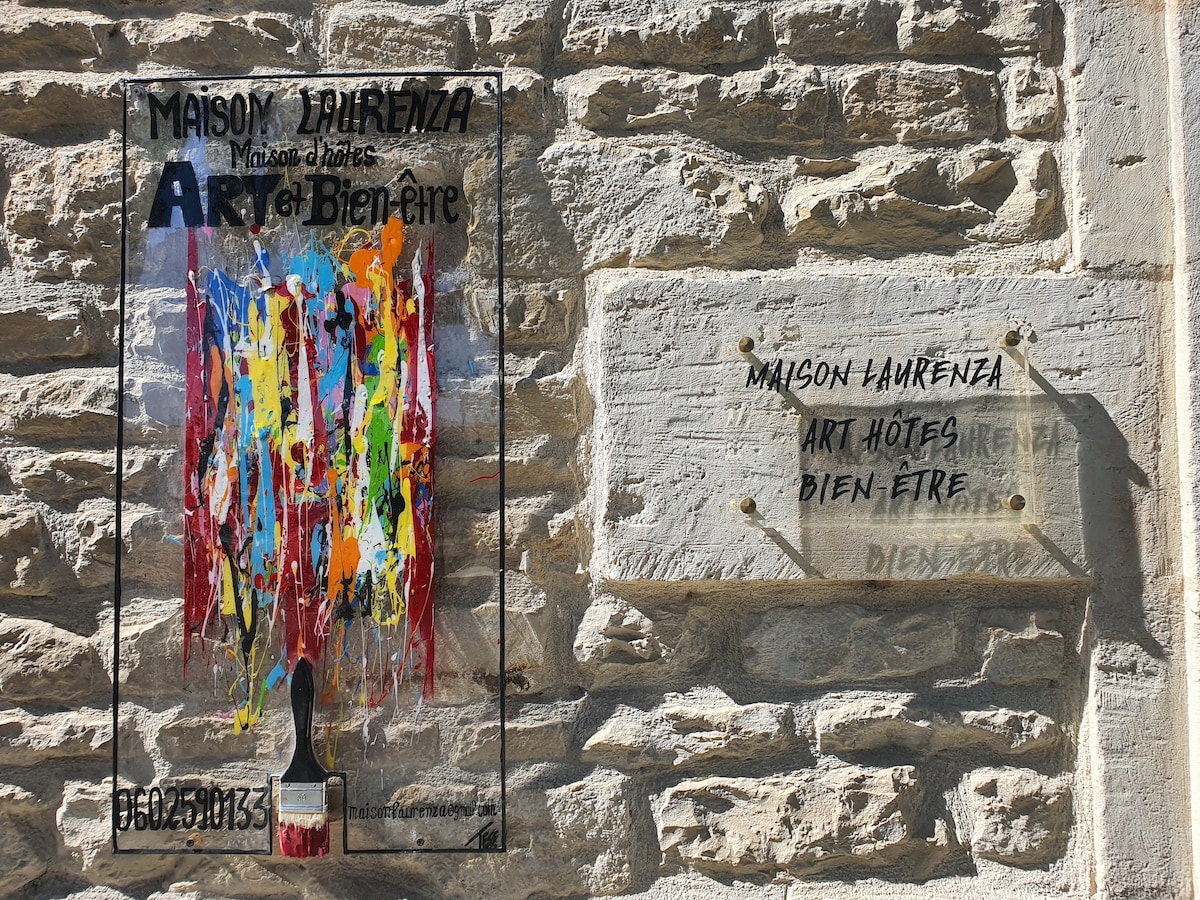 MAISON LAURENZA
Maison d'hôtes
ART et Bien-être
0602590133
maisonlaurenza@gmail.com
MAISON LAURENZA
ART HÔTES
BIEN-ÊTRE